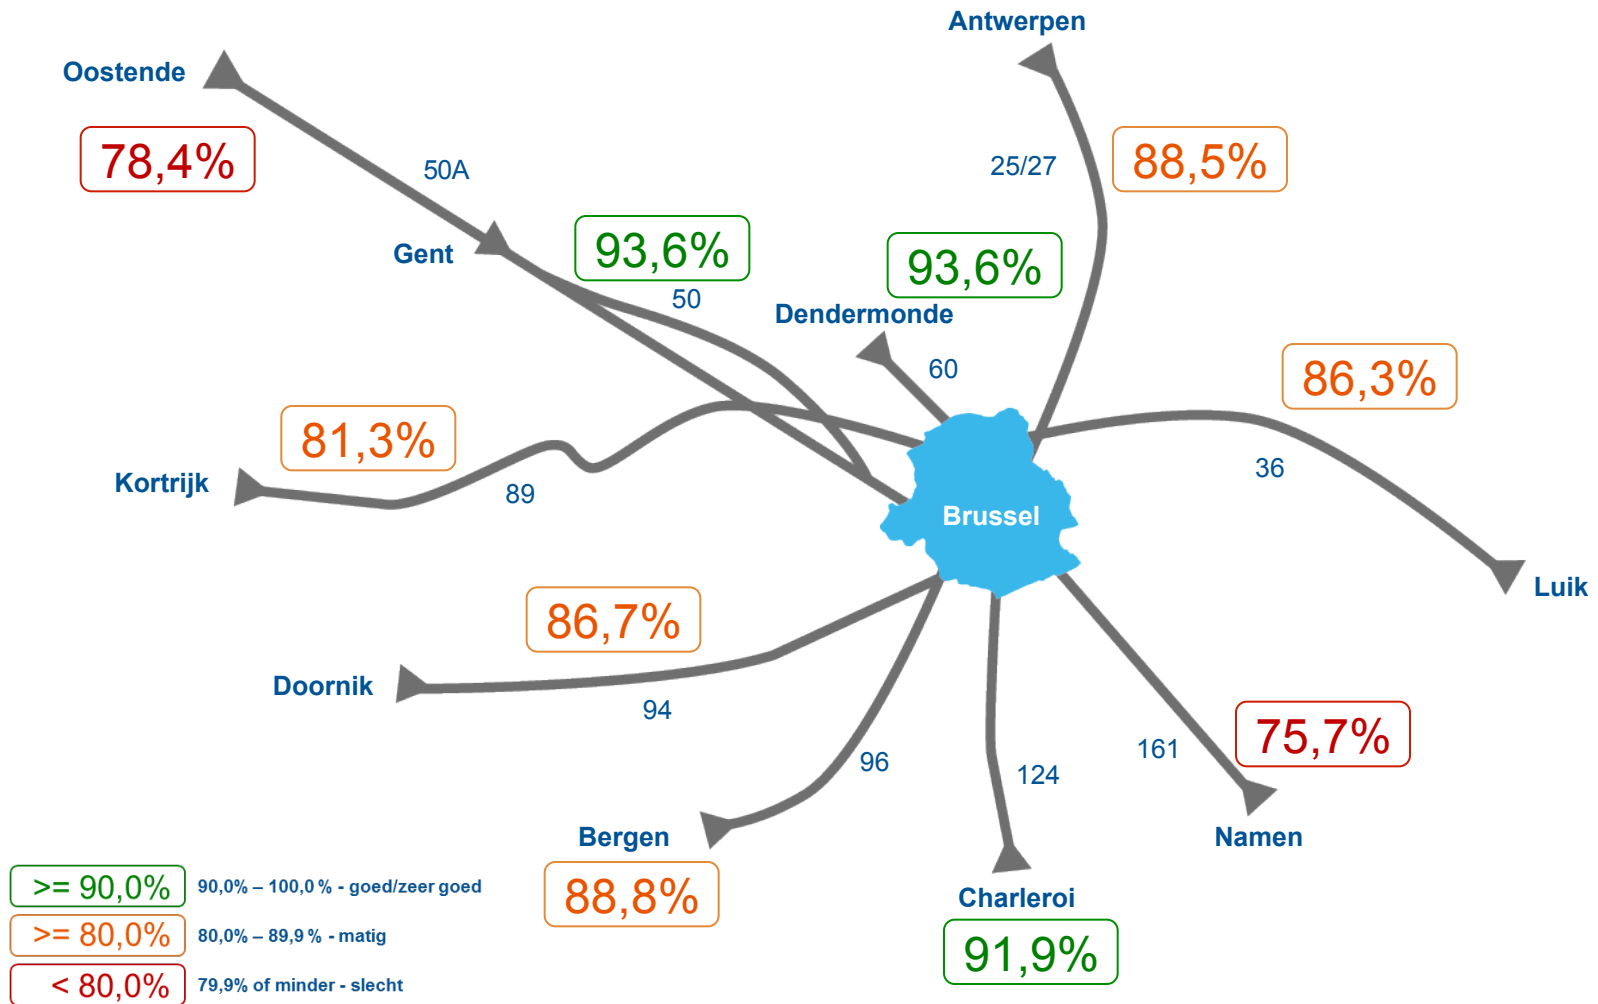 Antwerpen
Oostende
78,4%
50A
25/27
88,5%
Gent
93,6%
50
93,6%
Dendermonde
60
86,3%
36
81,3%
Kortrijk
89
Brussel
Luik
86,7%
Doornik
94
96
124
161
75,7%
Bergen
88,8%
Namen
Charleroi
91,9%
>= 90,0% 90,0% – 100,0 % - goed/zeer goed
>= 80,0% 80,0% – 89,9 % - matig
< 80,0% 79,9% of minder - slecht